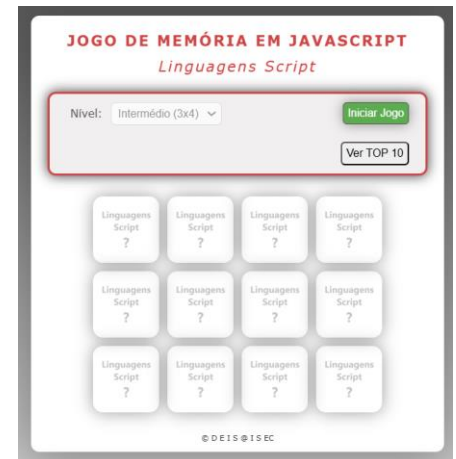 JOGO DE MEMÓRIA EM JAVASCRIPT
Linguagens Script
Nível: Intermédio (3x4) Iniciar Jogo
Ver TOP 10
Linguagens Linguagens Linguagens Linguagens
Script Script Script Script
? ? ? ?
Linguagens Linguagens Linguagens Linguagens
Script Script Script Script
? ? ? ?
Linguagens Linguagens Linguagens Linguagens
Script Script Script Script
? ? ? ?
© DEIS@ISEC